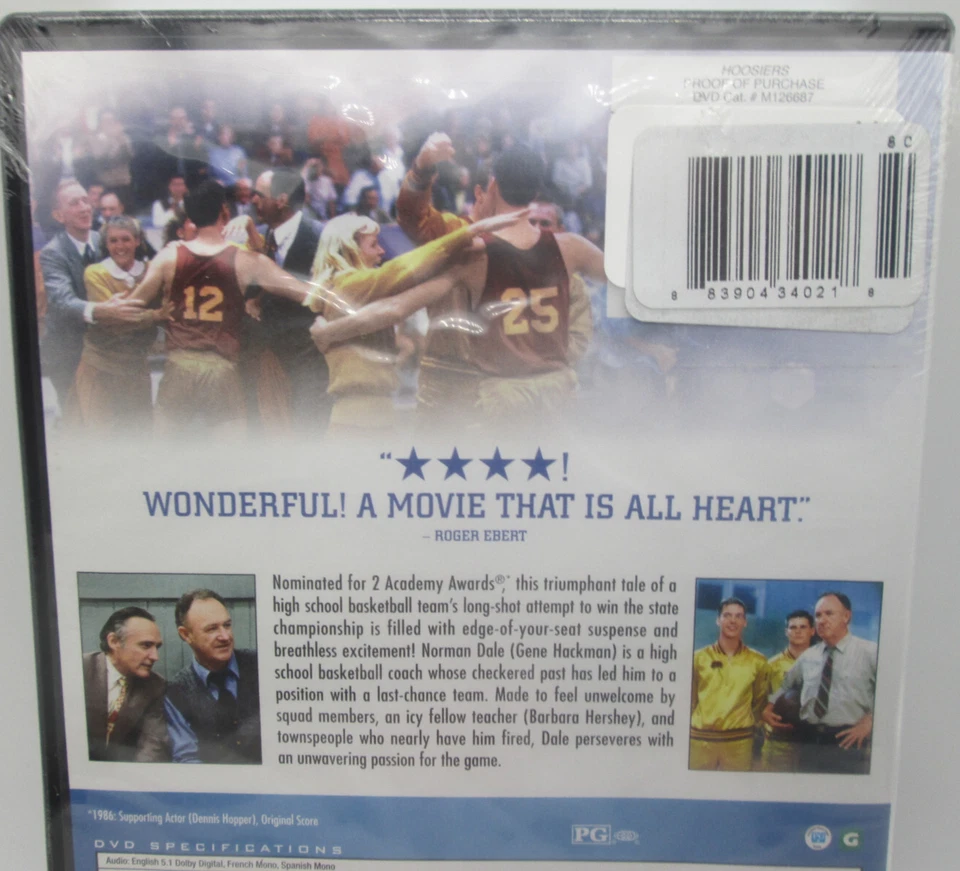 HOOSIERS
PROOF OF PURCHASE
DVD Cat. # M126687
8 0
8 83904 34021 8
12
25
"★★★★!
WONDERFUL! A MOVIE THAT IS ALL HEART."
– ROGER EBERT
Nominated for 2 Academy Awards®,* this triumphant tale of a
high school basketball team's long-shot attempt to win the state
championship is filled with edge-of-your-seat suspense and
breathless excitement! Norman Dale (Gene Hackman) is a high
school basketball coach whose checkered past has led him to a
position with a last-chance team. Made to feel unwelcome by
squad members, an icy fellow teacher (Barbara Hershey), and
townspeople who nearly have him fired, Dale perseveres with
an unwavering passion for the game.
*1986: Supporting Actor (Dennis Hopper), Original Score
PG
G
DVD SPECIFICATIONS
Audio: English 5.1 Dolby Digital, French Mono, Spanish Mono